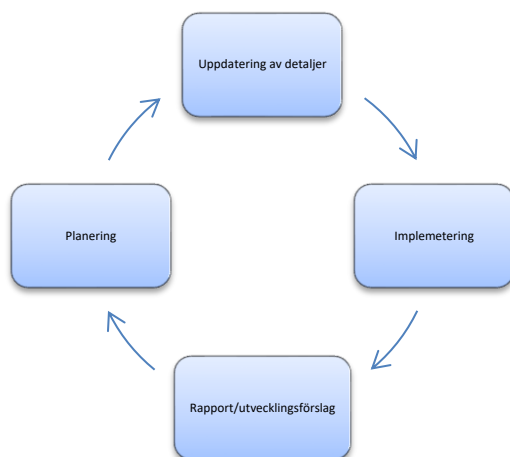 Uppdatering av detaljer
Implemetering
Rapport/utvecklingsförslag
Planering